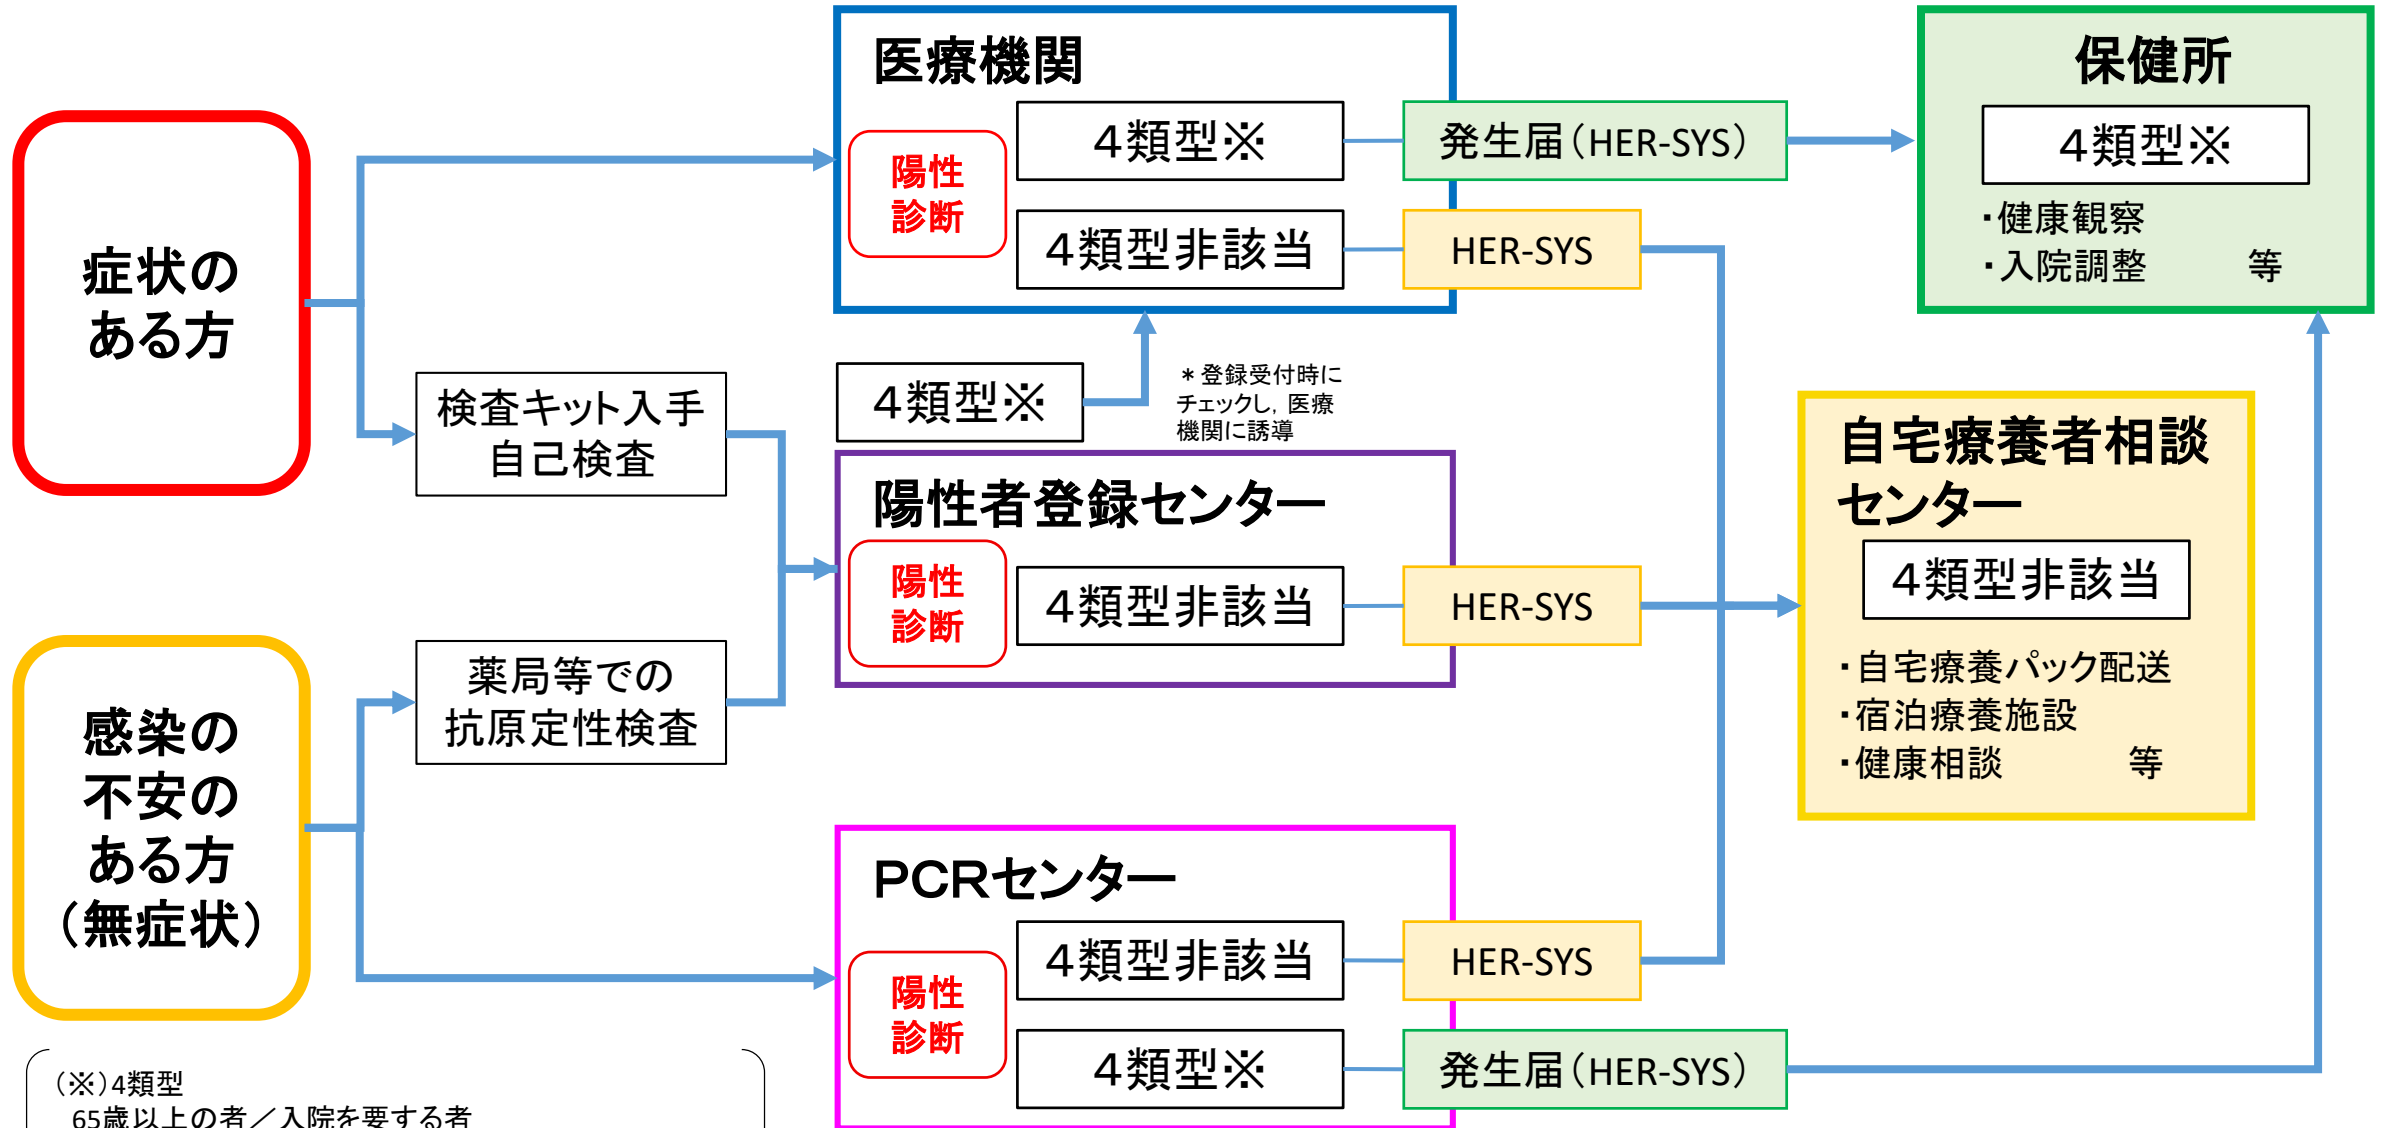 症状の
ある方
感染の
不安の
ある方
（無症状）
検査キット入手
自己検査
薬局等での
抗原定性検査
医療機関
陽性
診断
４類型※
発生届（HER-SYS）
４類型非該当
HER-SYS
４類型※
＊登録受付時に
チェックし，医療
機関に誘導
陽性者登録センター
陽性
診断
４類型非該当
HER-SYS
ＰＣＲセンター
陽性
診断
４類型非該当
HER-SYS
４類型※
発生届（HER-SYS）
保健所
４類型※
・健康観察
・入院調整　　等
自宅療養者相談
センター
４類型非該当
・自宅療養パック配送
・宿泊療養施設
・健康相談　　等
（※）4類型
65歳以上の者／入院を要する者